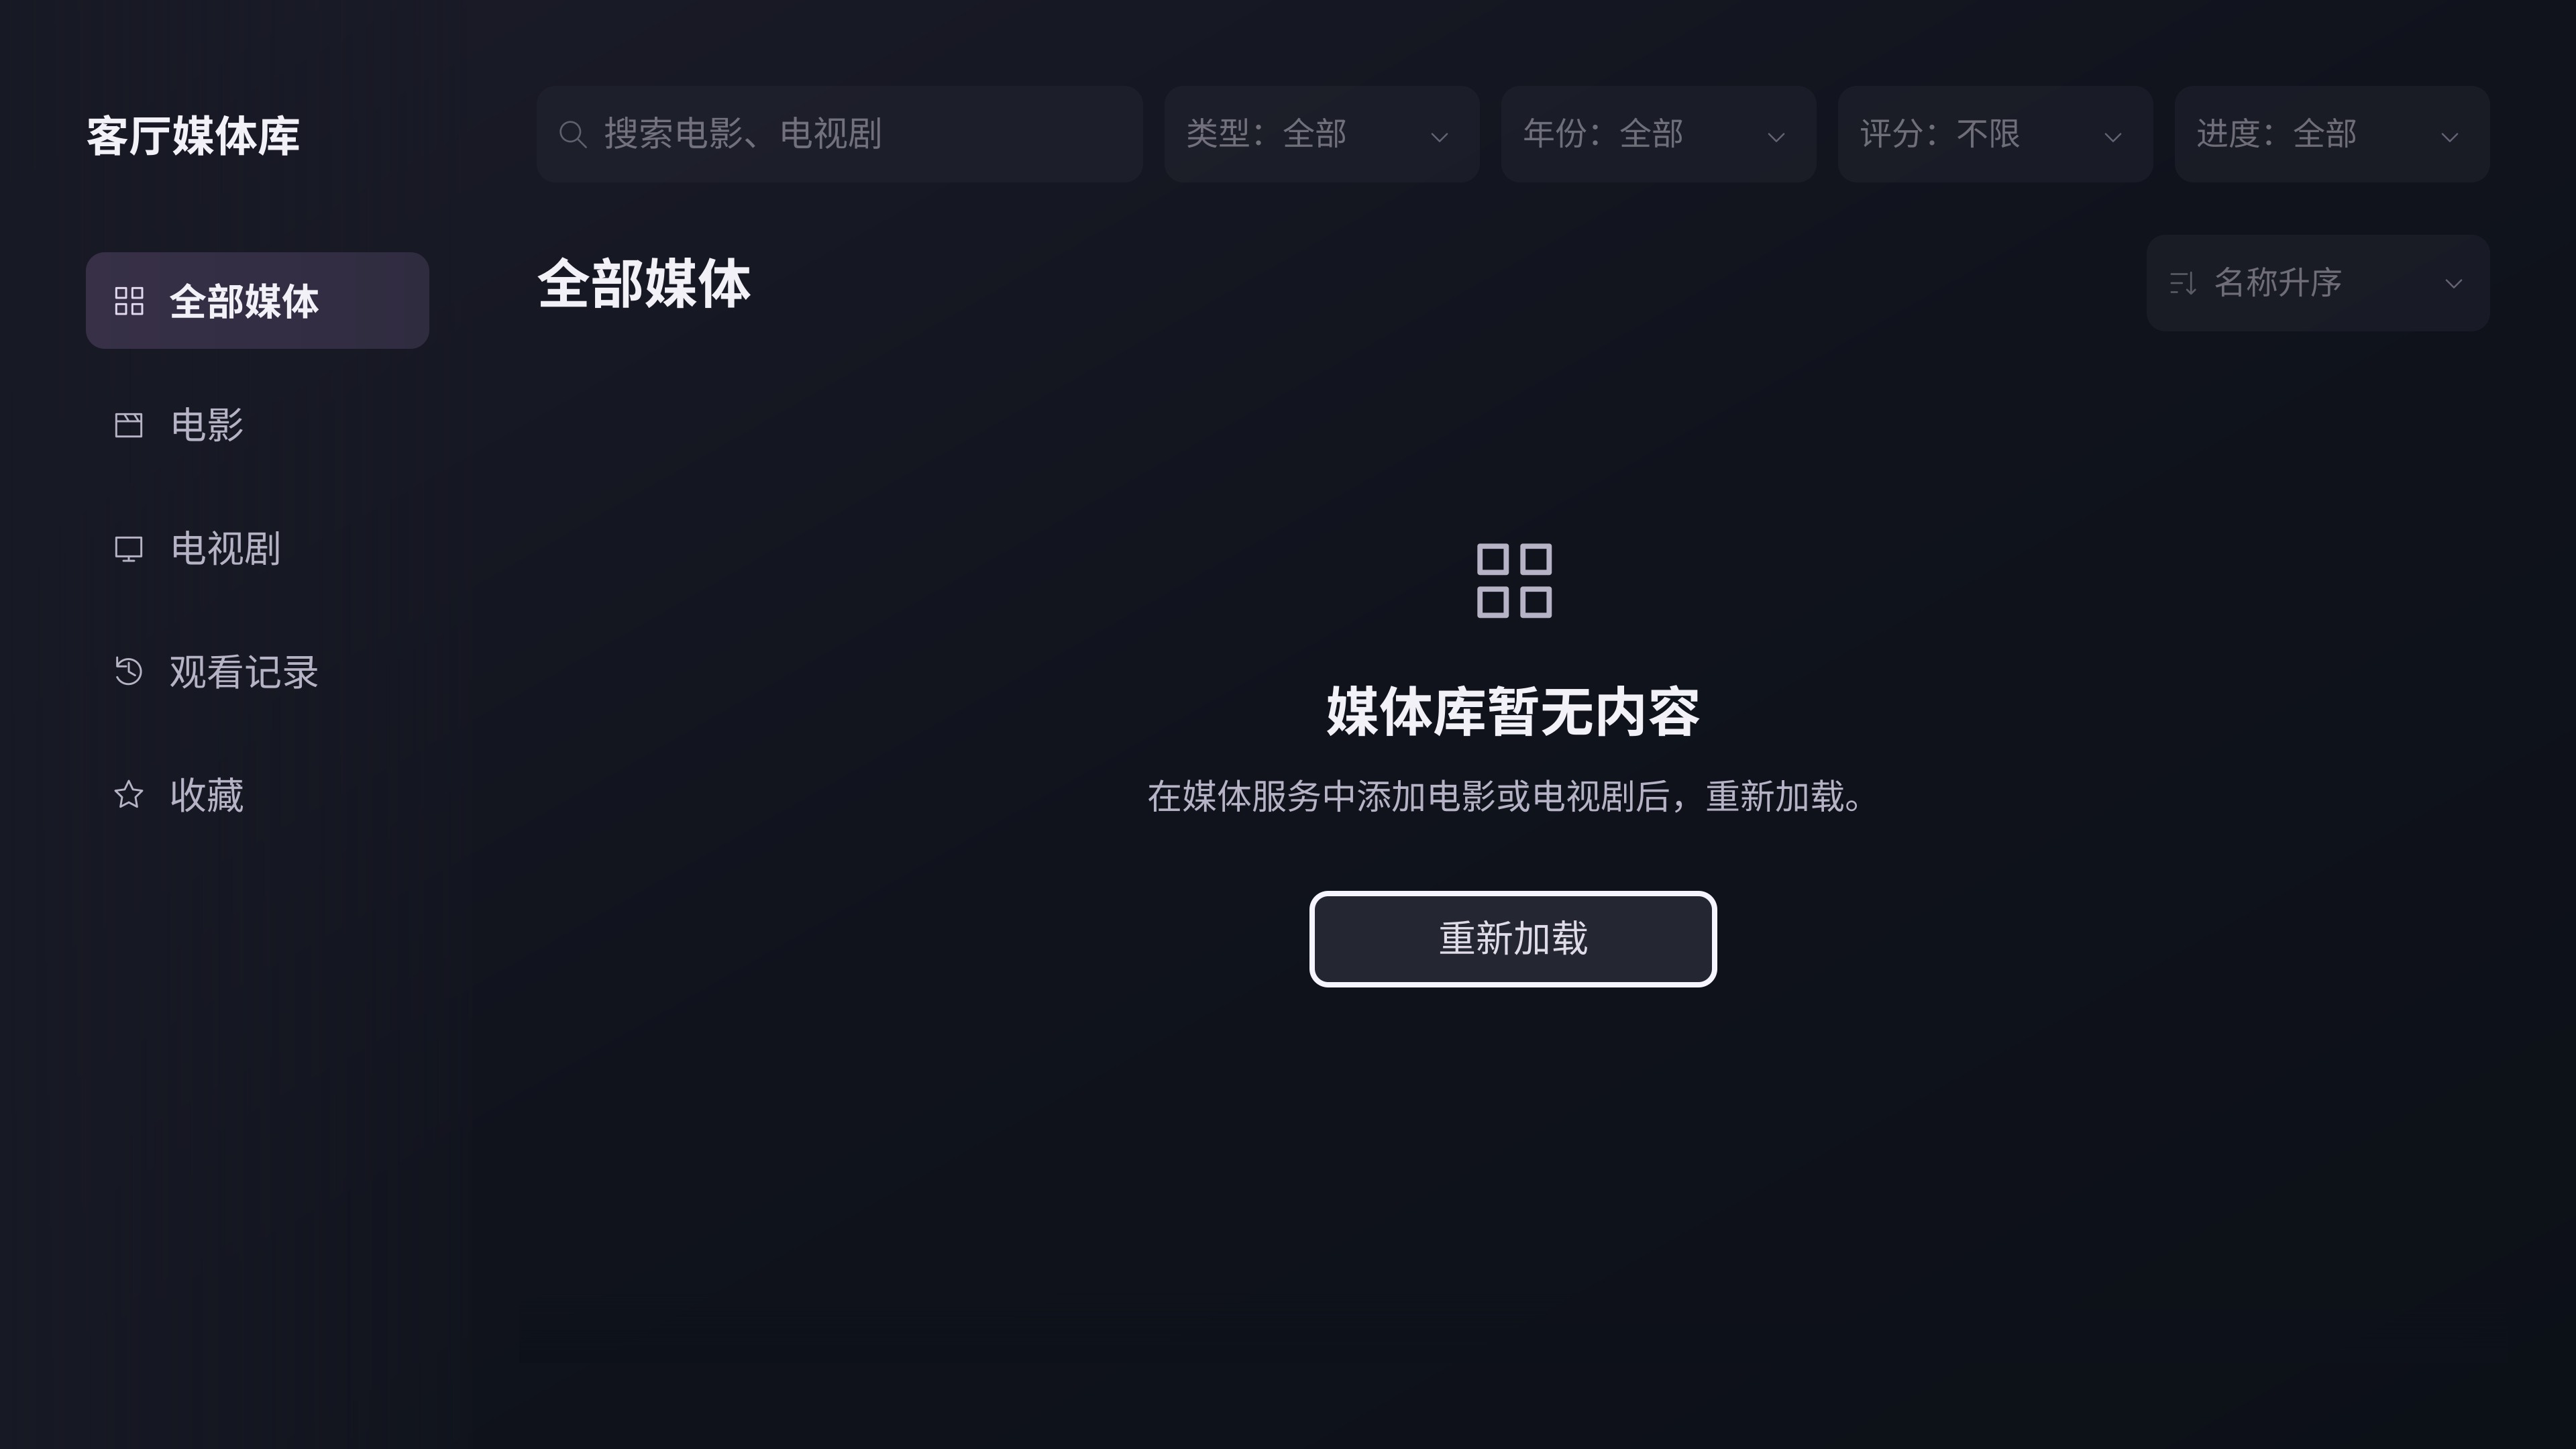 客厅媒体库
搜索电影、电视剧
类型：全部
年份：全部
评分：不限
进度：全部
全部媒体
名称升序
全部媒体
电影
电视剧
观看记录
收藏
媒体库暂无内容
在媒体服务中添加电影或电视剧后，重新加载。
重新加载